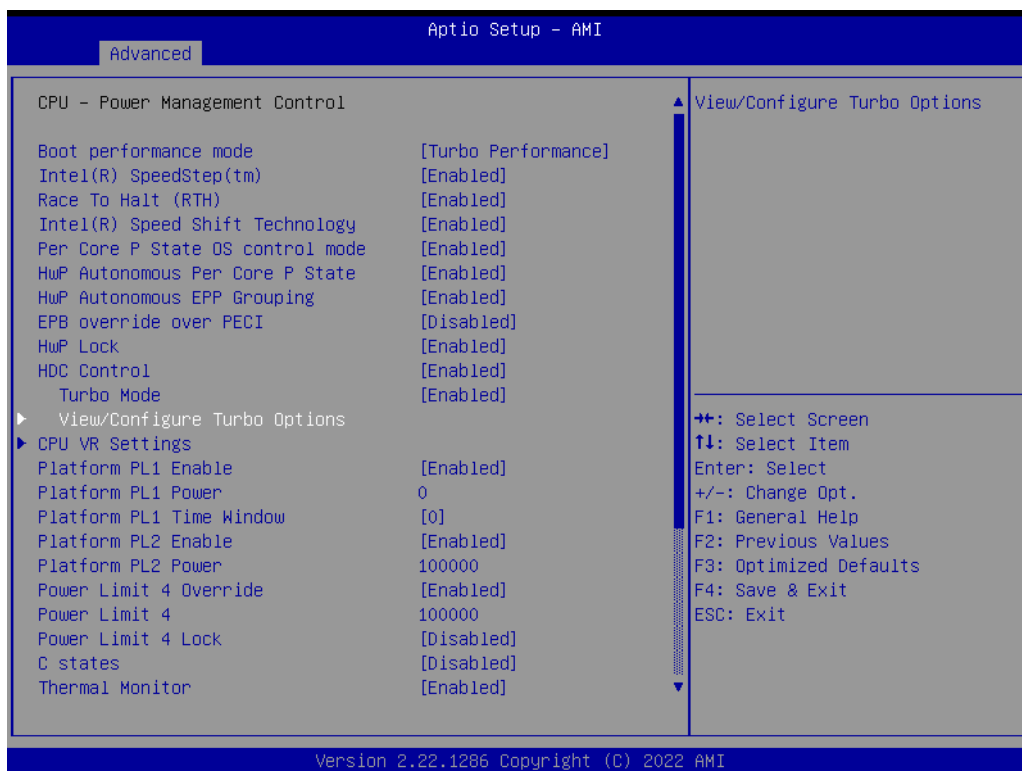 Aptio Setup – AMI
Advanced
CPU – Power Management Control
Boot performance mode [Turbo Performance]
Intel(R) SpeedStep(tm) [Enabled]
Race To Halt (RTH) [Enabled]
Intel(R) Speed Shift Technology [Enabled]
Per Core P State OS control mode [Enabled]
HwP Autonomous Per Core P State [Enabled]
HwP Autonomous EPP Grouping [Enabled]
EPB override over PECI [Disabled]
HwP Lock [Enabled]
HDC Control [Enabled]
Turbo Mode [Enabled]
View/Configure Turbo Options
CPU VR Settings
Platform PL1 Enable [Enabled]
Platform PL1 Power 0
Platform PL1 Time Window [0]
Platform PL2 Enable [Enabled]
Platform PL2 Power 100000
Power Limit 4 Override [Enabled]
Power Limit 4 100000
Power Limit 4 Lock [Disabled]
C states [Disabled]
Thermal Monitor [Enabled]
View/Configure Turbo Options
→←: Select Screen
↑↓: Select Item
Enter: Select
+/-: Change Opt.
F1: General Help
F2: Previous Values
F3: Optimized Defaults
F4: Save & Exit
ESC: Exit
Version 2.22.1286 Copyright (C) 2022 AMI